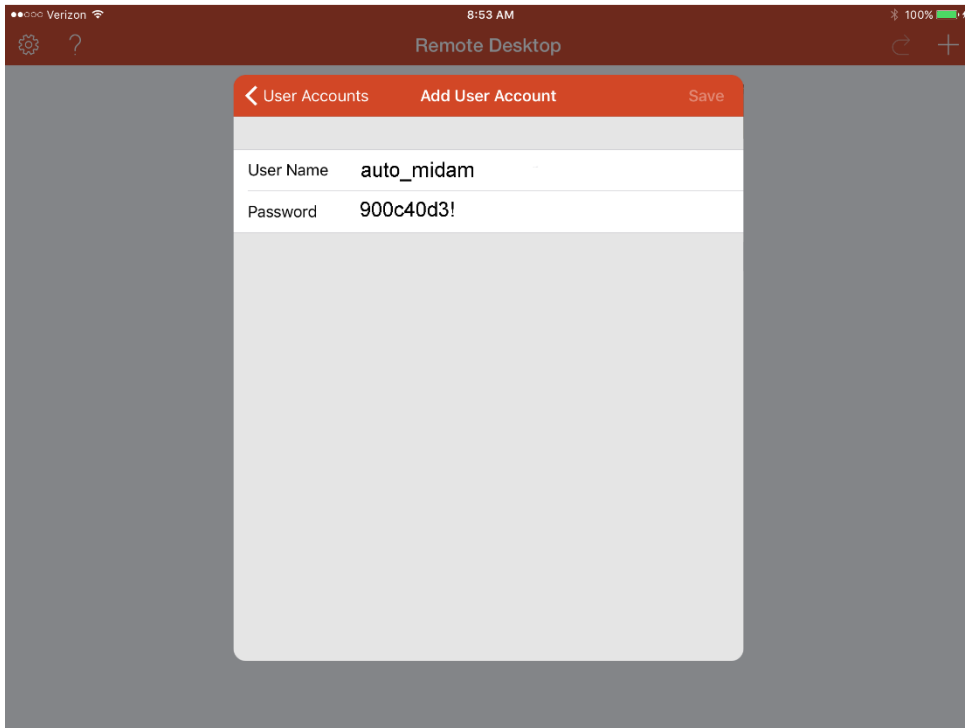 Verizon 8:53 AM 100%
? Remote Desktop
User Accounts Add User Account Save
User Name auto_midam
Password 900c40d3!